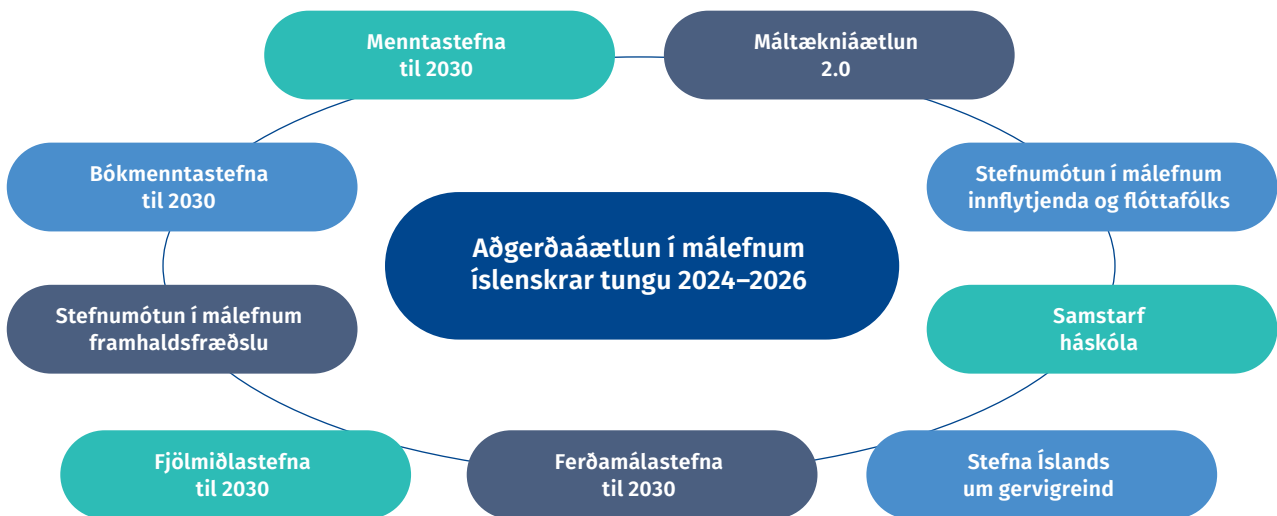 Menntastefna
til 2030
Máltækniáætlun
2.0
Bókmenntastefna
til 2030
Stefnumótun í málefnum
innflytjenda og flóttafólks
Aðgerðaáætlun í málefnum
íslenskrar tungu 2024–2026
Stefnumótun í málefnum
framhaldsfræðslu
Samstarf
háskóla
Fjölmiðlastefna
til 2030
Ferðamálastefna
til 2030
Stefna Íslands
um gervigreind